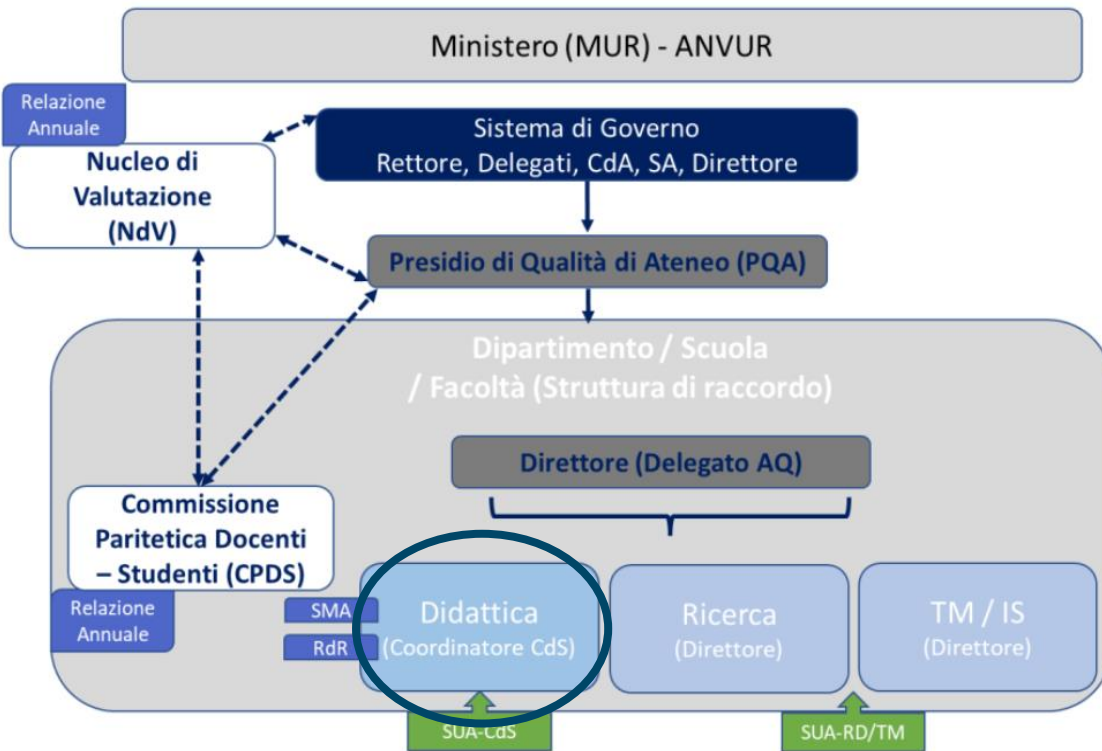 Ministero (MUR) - ANVUR
Relazione
Annuale
Nucleo di
Valutazione
(NdV)
Sistema di Governo
Rettore, Delegati, CdA, SA, Direttore
Presidio di Qualità di Ateneo (PQA)
Dipartimento / Scuola
/ Facoltà (Struttura di raccordo)
Direttore (Delegato AQ)
Commissione
Paritetica Docenti
– Studenti (CPDS)
Relazione
Annuale
SMA
RdR
Didattica
(Coordinatore CdS)
Ricerca
(Direttore)
TM / IS
(Direttore)
SUA-CdS
SUA-RD/TM